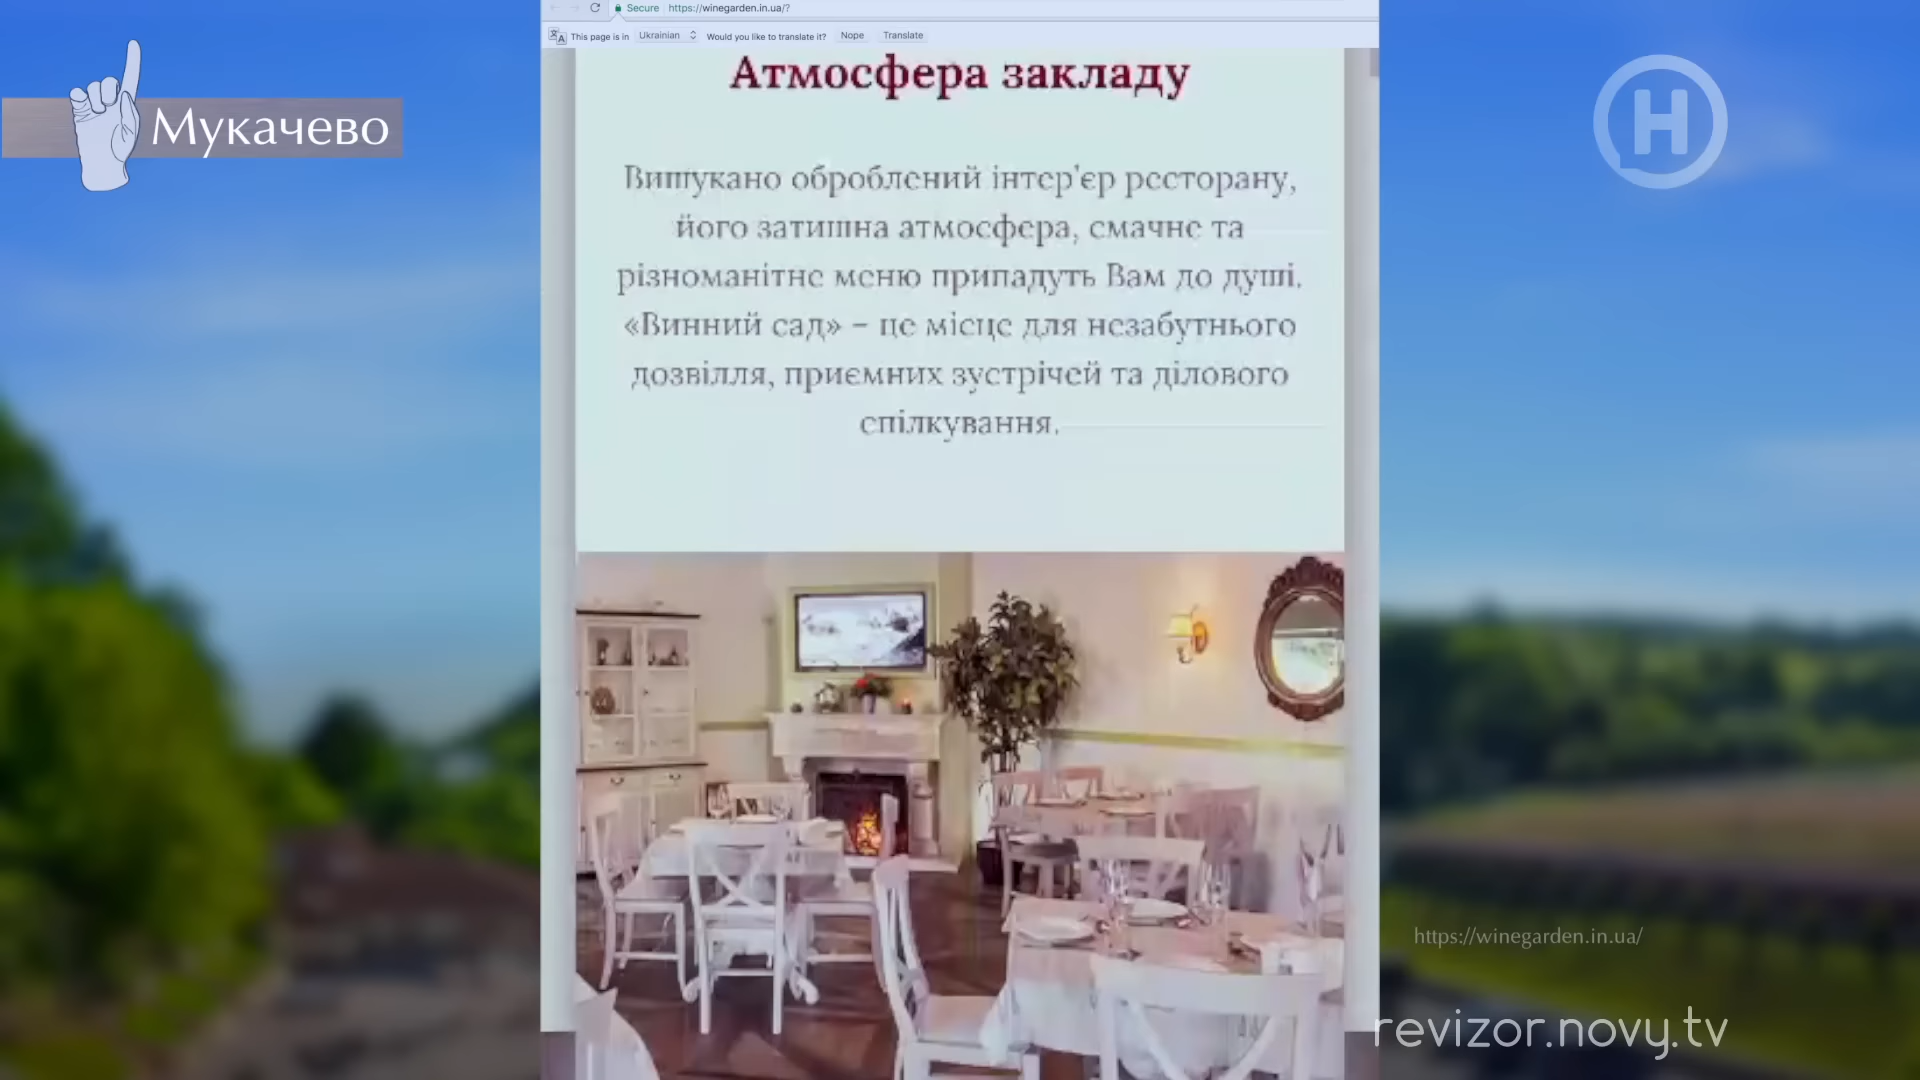 Secure https://winegarden.in.ua/?
This page is in Ukrainian Would you like to translate it? Nope Translate
Атмосфера закладу
Мукачево
Н
Вишукано оброблений інтер'єр ресторану,
його затишна атмосфера, смачне та
різноманітне меню припадуть Вам до душі.
«Винний сад» – це місце для незабутнього
дозвілля, приємних зустрічей та ділового
спілкування.
https://winegarden.in.ua/
revizor.novy.tv